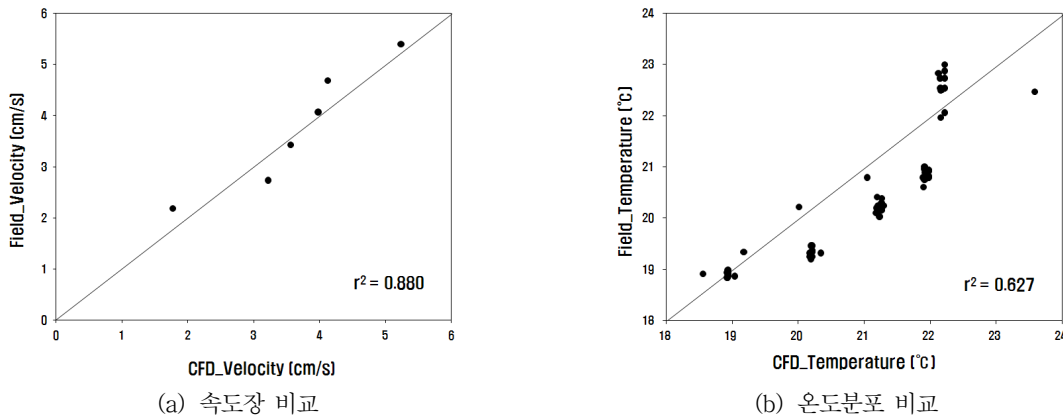 6
5
4
3
2
1
0
Field_Velocity (cm/s)
r² = 0.880
0 1 2 3 4 5 6
CFD_Velocity (cm/s)
(a) 속도장 비교
24
23
22
21
20
19
18
Field_Temperature (℃)
r² = 0.627
18 19 20 21 22 23 24
CFD_Temperature (℃)
(b) 온도분포 비교